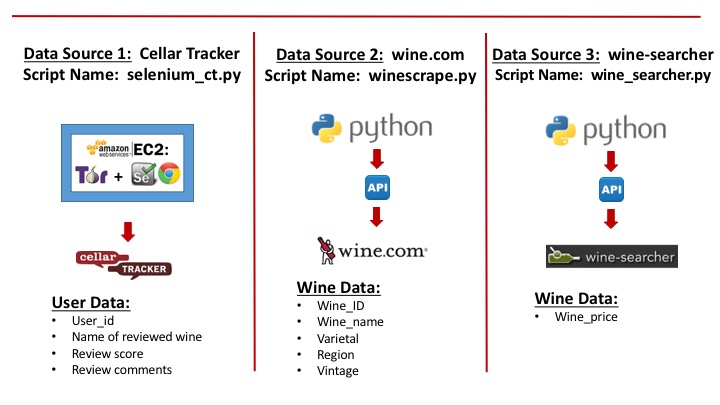 Data Source 1: Cellar Tracker
Script Name: selenium_ct.py
amazon
web services
EC2:
Tor + Se
cellar
TRACKER
User Data:
• User_id
• Name of reviewed wine
• Review score
• Review comments
Data Source 2: wine.com
Script Name: winescrape.py
python
API
wine.com
Wine Data:
• Wine_ID
• Wine_name
• Varietal
• Region
• Vintage
Data Source 3: wine-searcher
Script Name: wine_searcher.py
python
API
wine-searcher
Wine Data:
• Wine_price